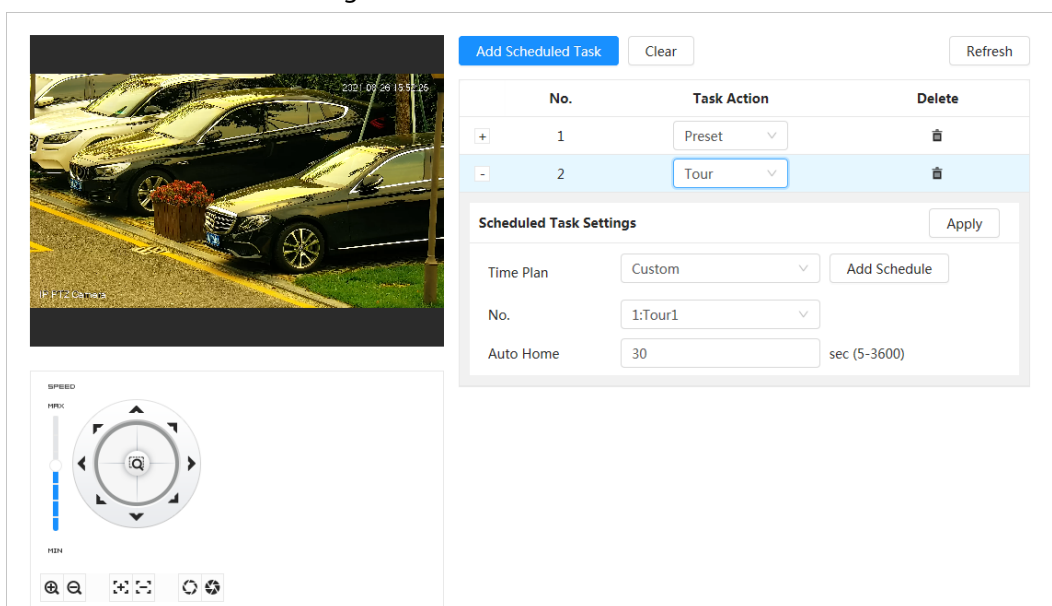 Add Scheduled Task Clear Refresh
2021 08 26 15:52:26
No. Task Action Delete
+ 1 Preset
- 2 Tour
Scheduled Task Settings Apply
Time Plan Custom Add Schedule
No. 1:Tour1
Auto Home 30 sec (5-3600)
IP PTZ Camera
SPEED
MAX
MIN